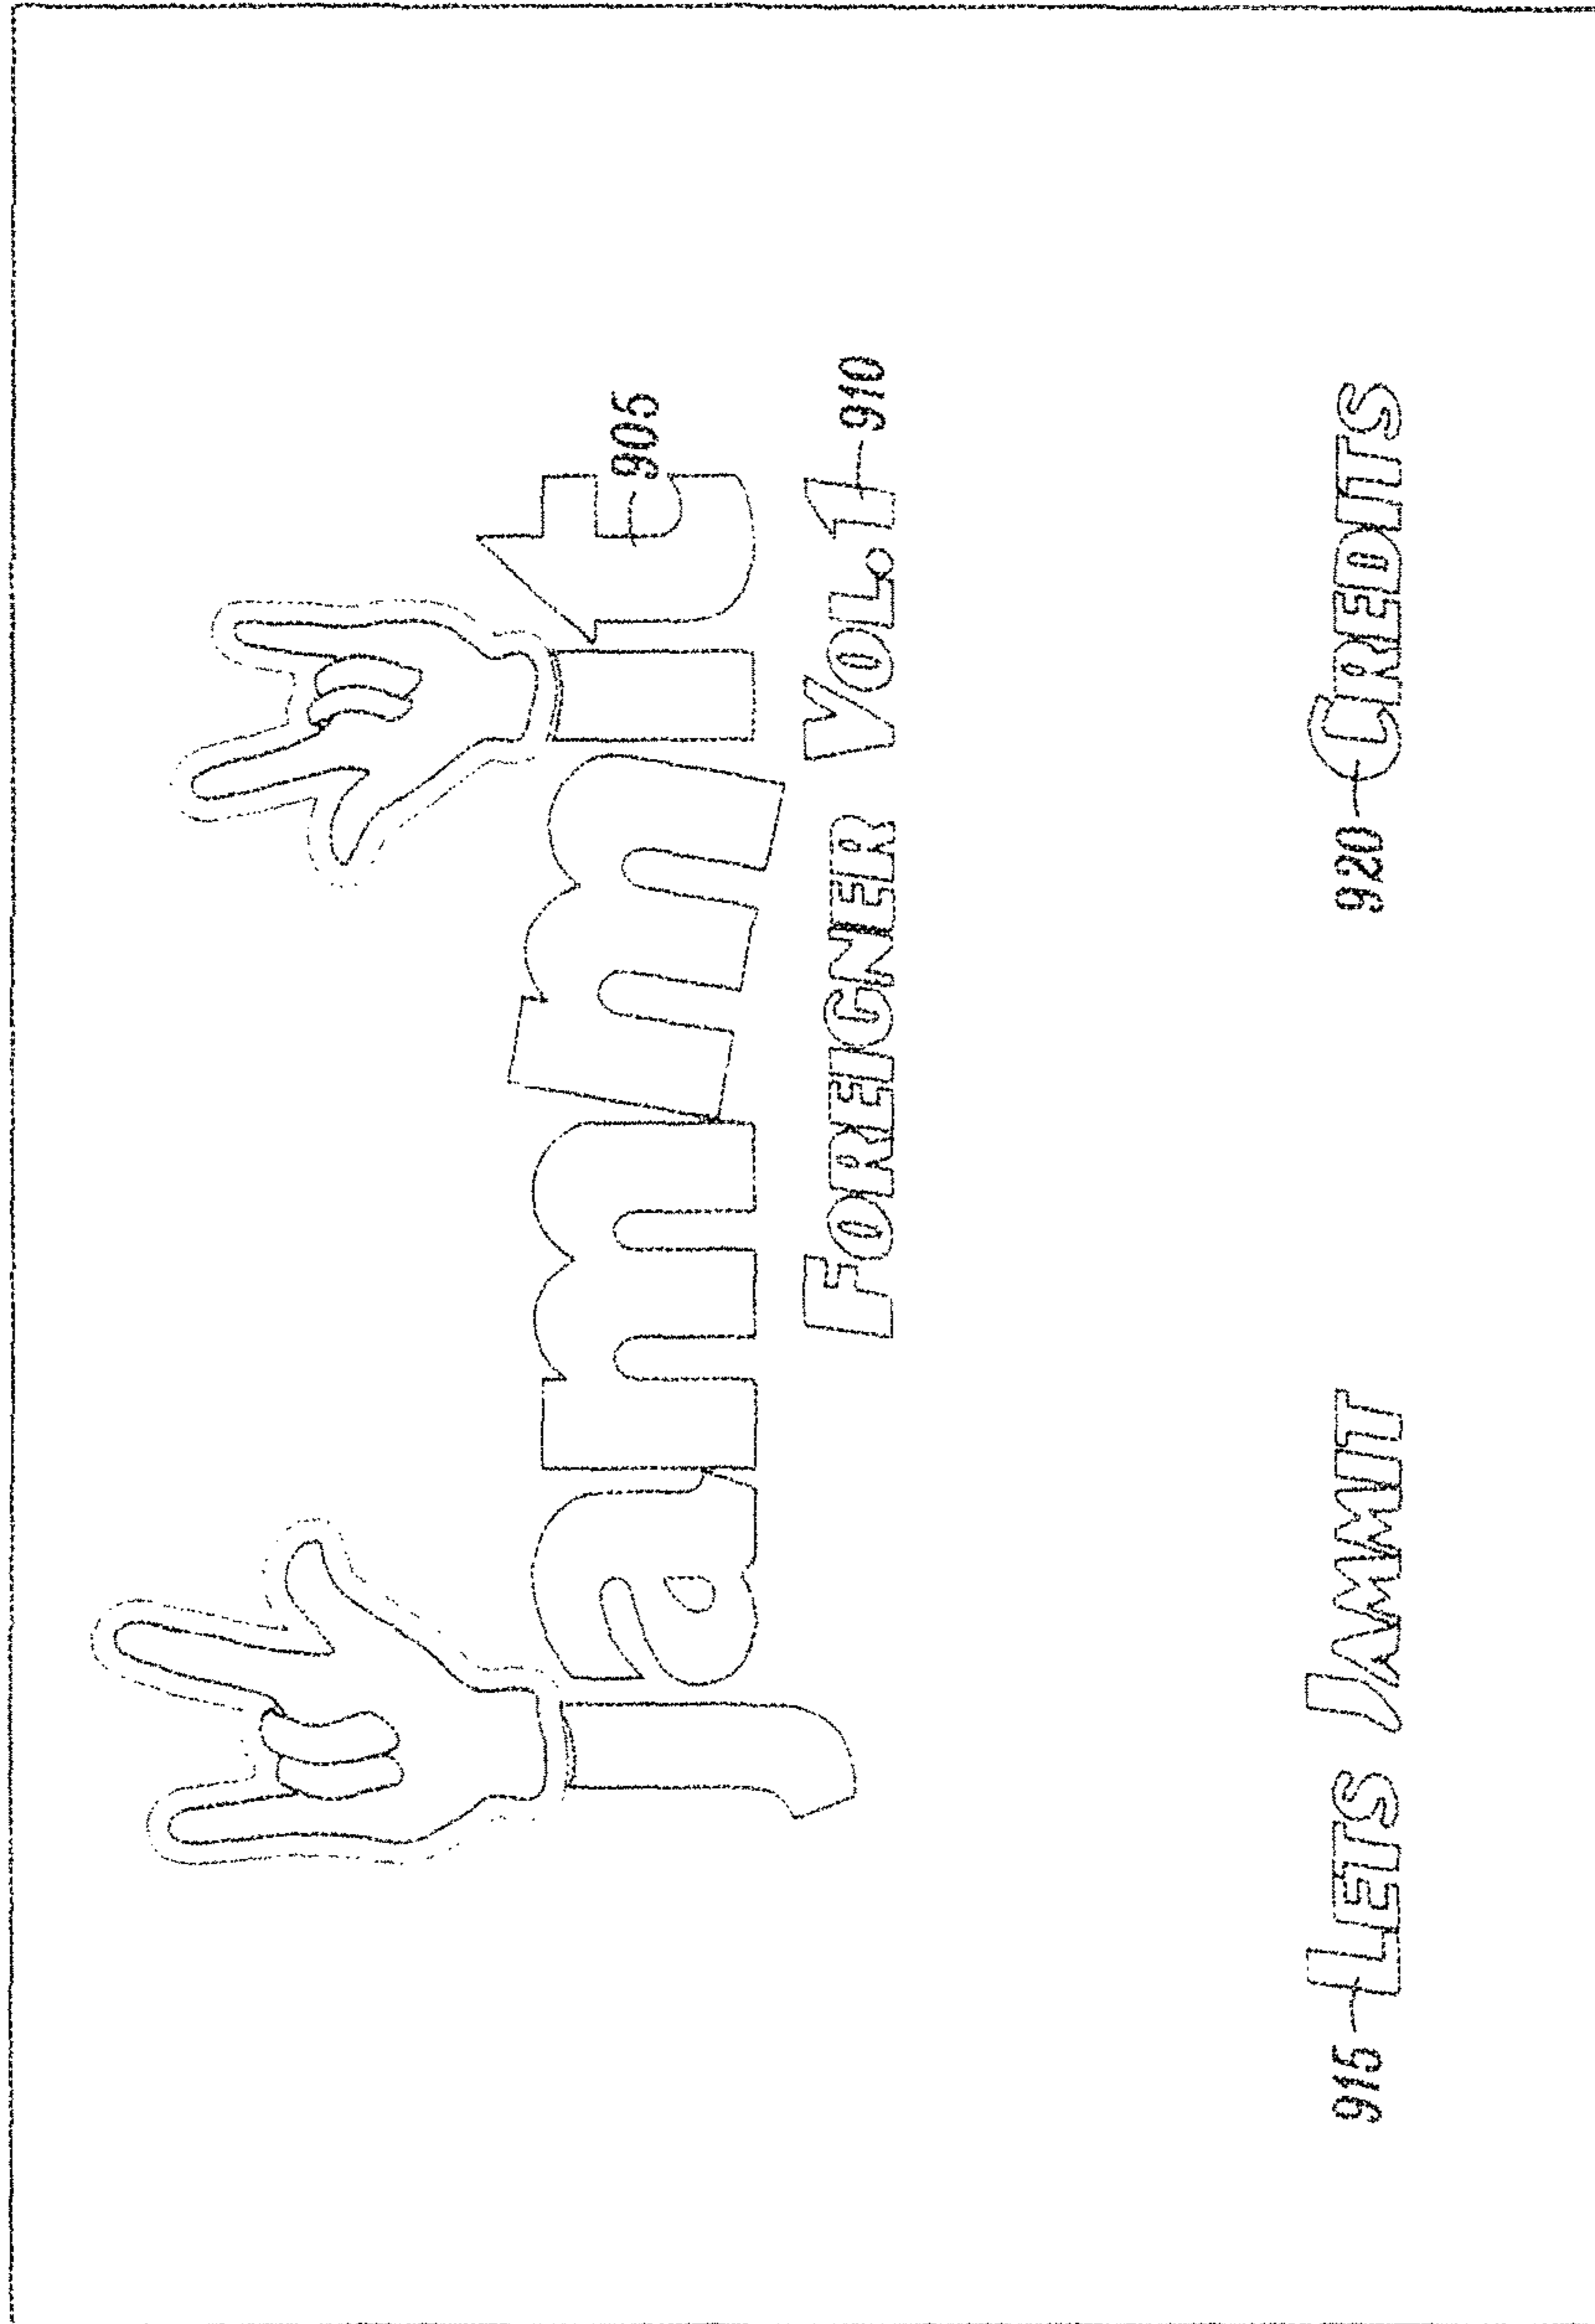 Jammit 905
FOREIGNER VOL.1 910
915 LETS JAMMIT
920 CREDITS